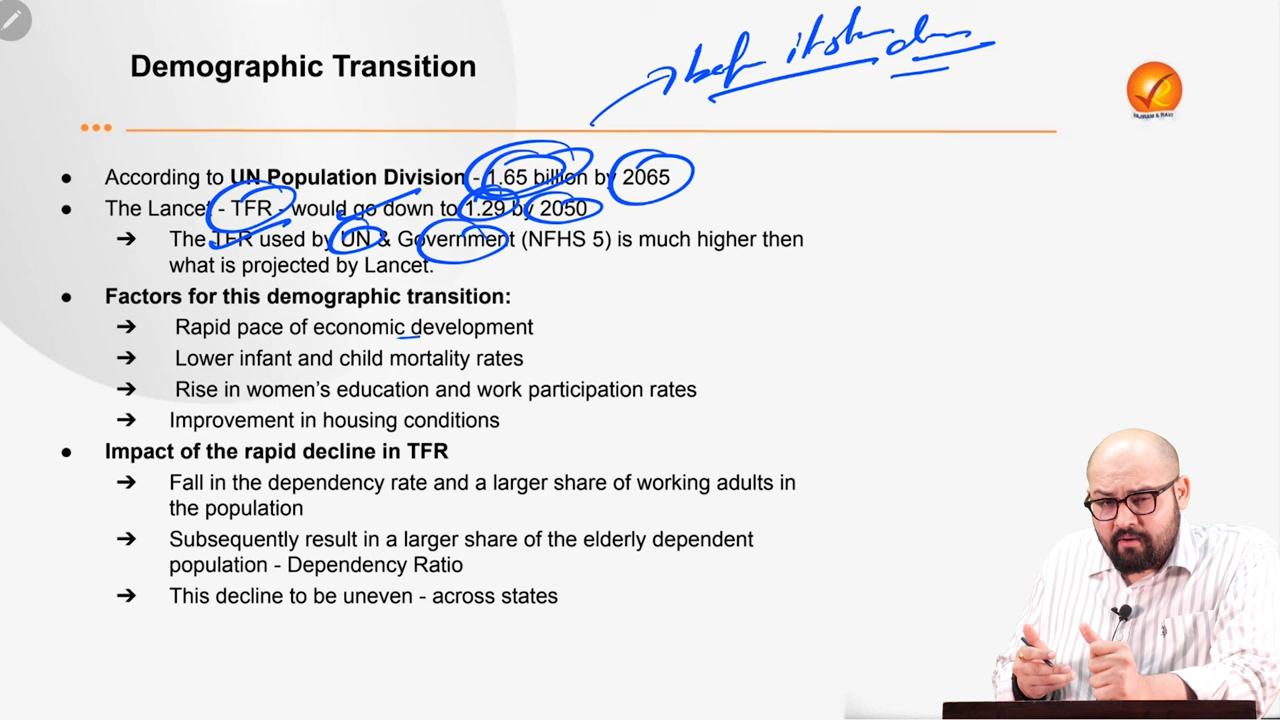 Demographic Transition
VAJIRAM & RAVI
● According to UN Population Division - 1.65 billion by 2065
● The Lancet - TFR - would go down to 1.29 by 2050
➔ The TFR used by UN & Government (NFHS 5) is much higher then
what is projected by Lancet.
● Factors for this demographic transition:
➔ Rapid pace of economic development
➔ Lower infant and child mortality rates
➔ Rise in women's education and work participation rates
➔ Improvement in housing conditions
● Impact of the rapid decline in TFR
➔ Fall in the dependency rate and a larger share of working adults in
the population
➔ Subsequently result in a larger share of the elderly dependent
population - Dependency Ratio
➔ This decline to be uneven - across states